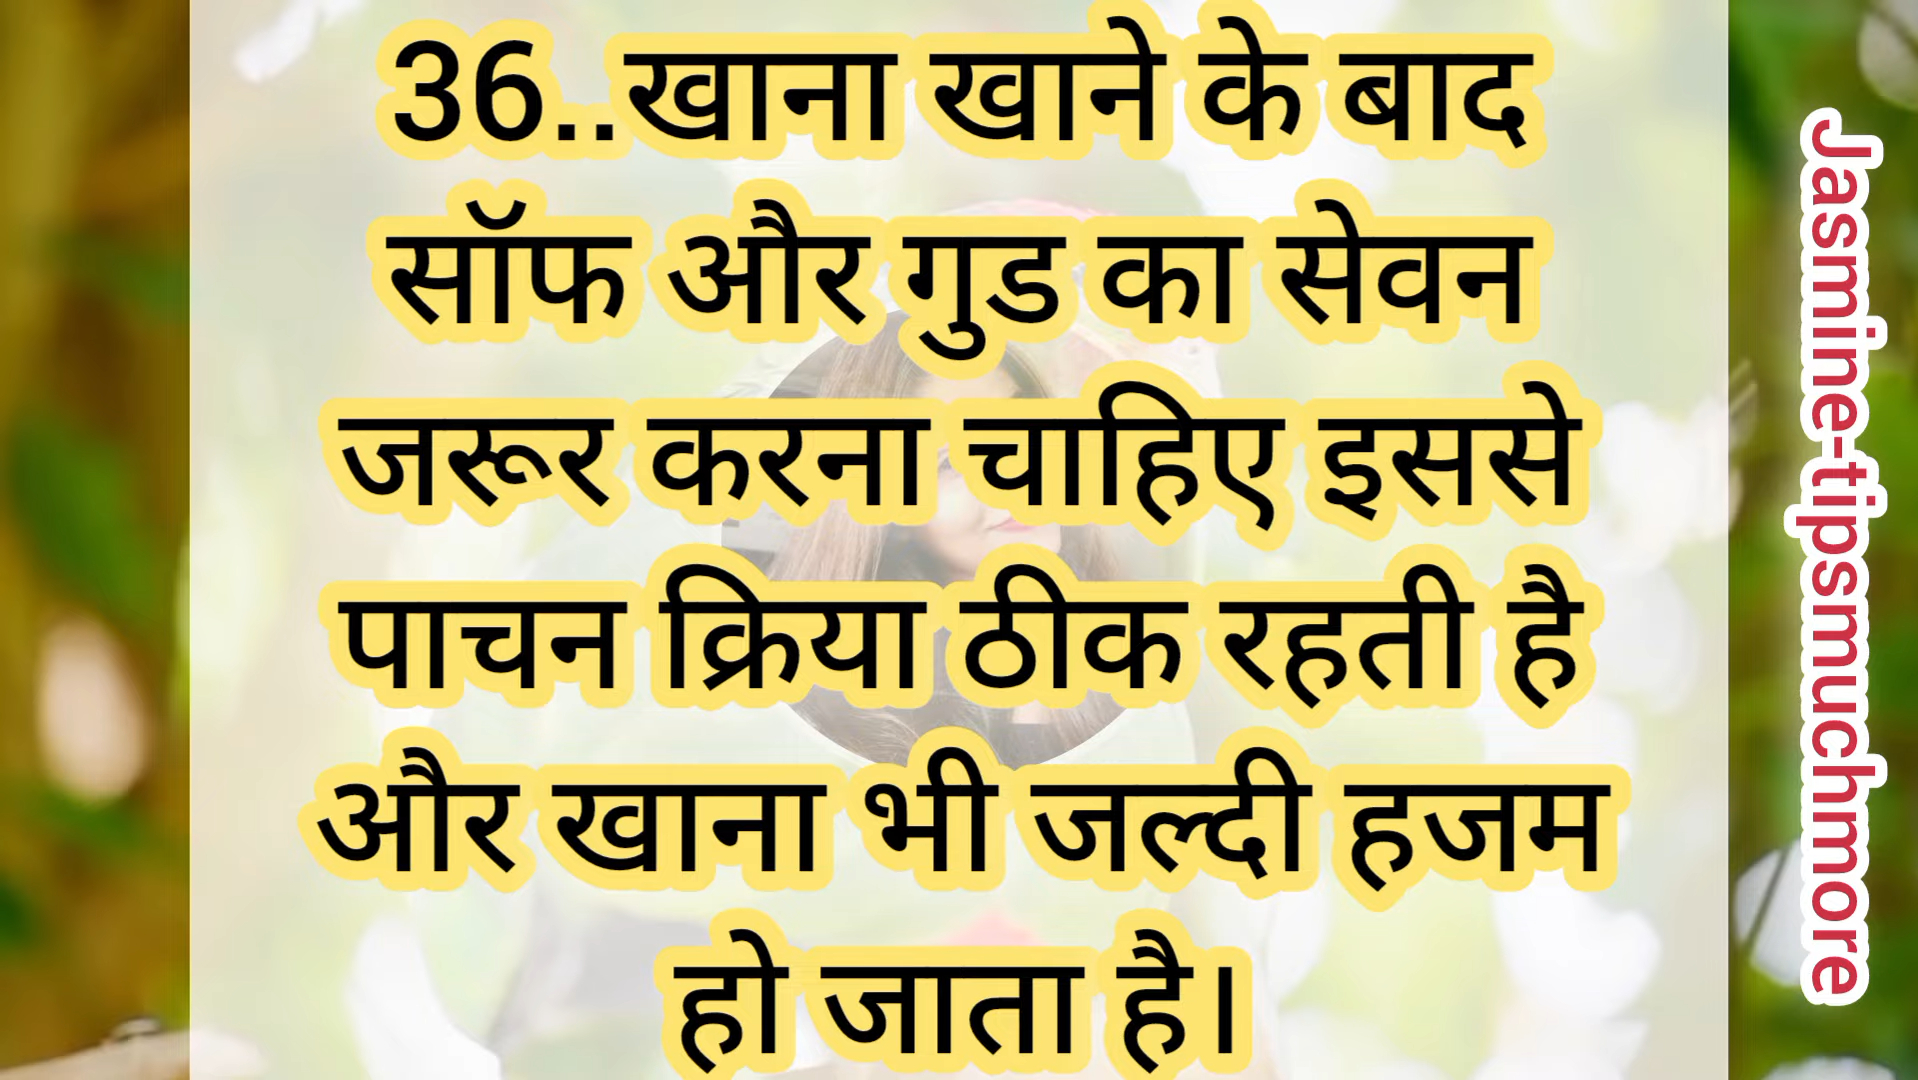 36..खाना खाने के बाद
सॉफ और गुड का सेवन
जरूर करना चाहिए इससे
पाचन क्रिया ठीक रहती है
और खाना भी जल्दी हजम
हो जाता है।
Jasmine-tipsmuchmore